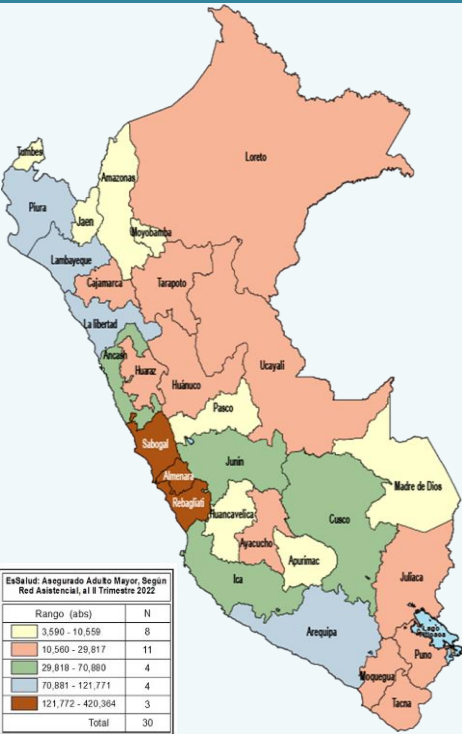 Tumbes
Loreto
Amazonas
Piura
Jaen
Moyobamba
Lambayeque
Cajamarca
Tarapoto
La libertad
Ancash
Huaraz
Ucayali
Huánuco
Pasco
Sabogal
Junín
Almenara
Madre de Dios
Rebagliati
Huancavelica
Cusco
Ayacucho
Apurimac
Ica
Juliaca
Lago
Arequipa
Puno
Moquegua
Tacna
EsSalud: Asegurado Adulto Mayor, Según
Red Asistencial, al II Trimestre 2022
Rango (abs) N
3,590 - 10,559 8
10,560 - 29,817 11
29,818 - 70,880 4
70,881 - 121,771 4
121,772 - 420,364 3
Total 30